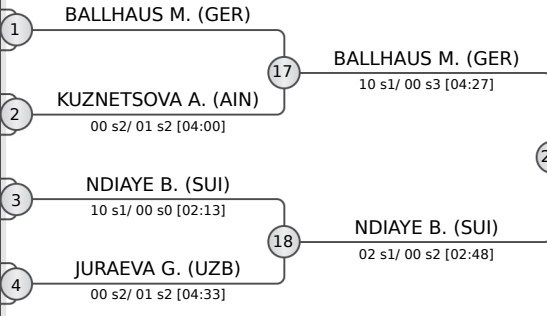 BALLHAUS M. (GER)
1
17
BALLHAUS M. (GER)
10 s1/ 00 s3 [04:27]
KUZNETSOVA A. (AIN)
2
00 s2/ 01 s2 [04:00]
2
NDIAYE B. (SUI)
3
10 s1/ 00 s0 [02:13]
18
NDIAYE B. (SUI)
02 s1/ 00 s2 [02:48]
JURAEVA G. (UZB)
4
00 s2/ 01 s2 [04:33]